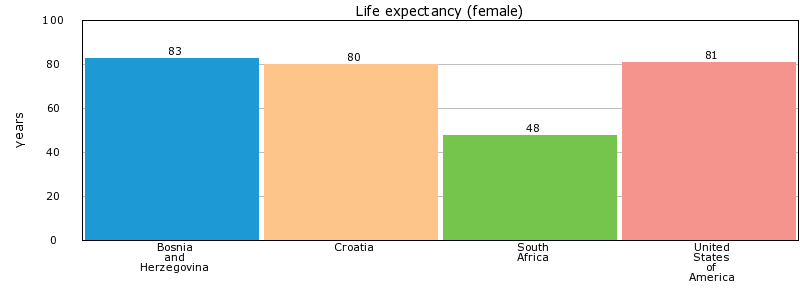 Life expectancy (female)
100
80
60
40
20
0
years
83
80
48
81
Bosnia
and
Herzegovina
Croatia
South
Africa
United
States
of
America